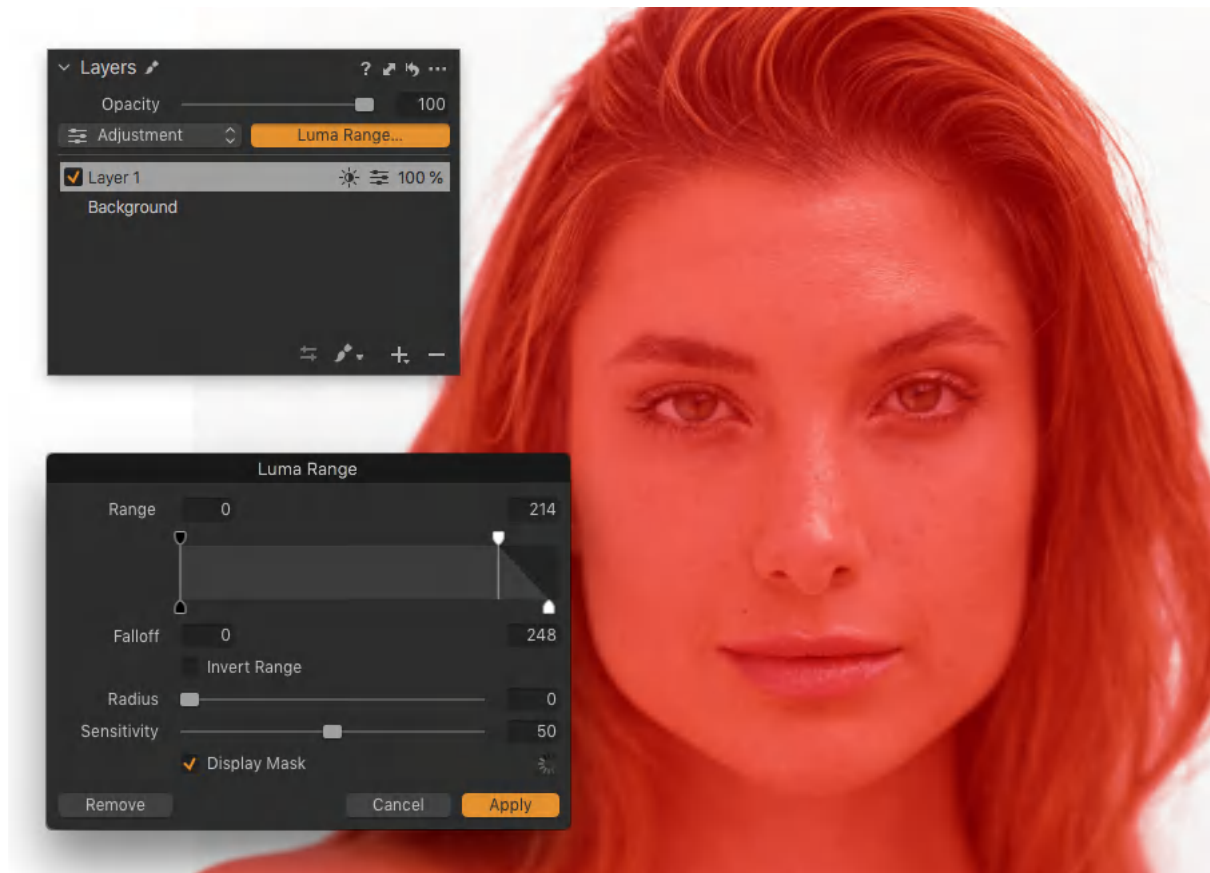 Layers ? ...
Opacity 100
Adjustment Luma Range...
Layer 1 100 %
Background
Luma Range
Range 0 214
Falloff 0 248
Invert Range
Radius 0
Sensitivity 50
Display Mask
Remove Cancel Apply